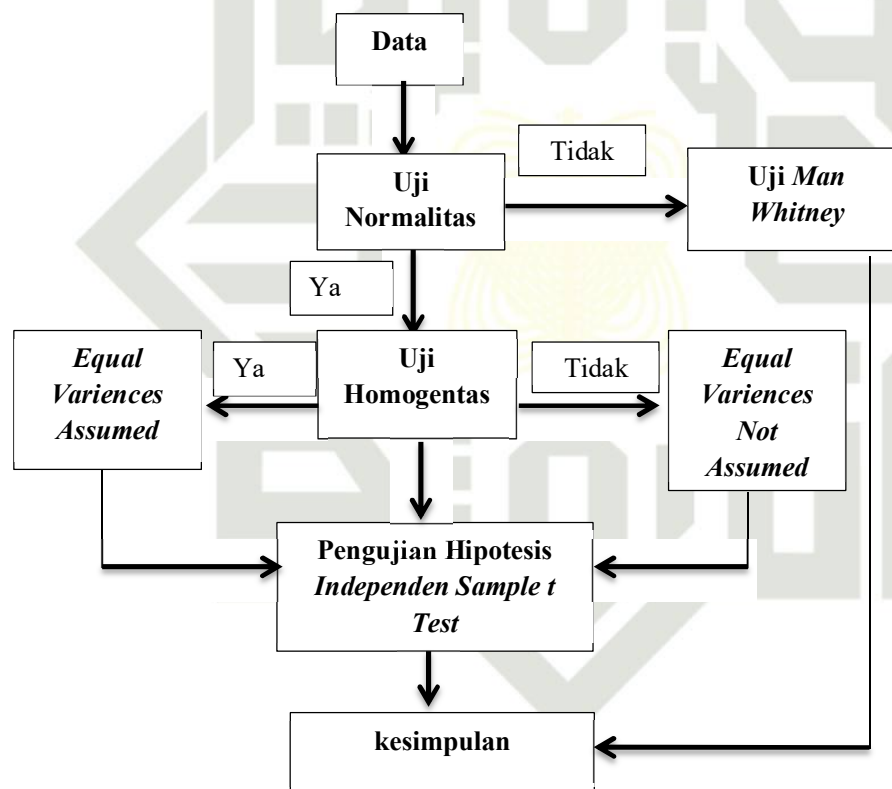 Data
Tidak
Uji
Normalitas
Uji Man
Whitney
Ya
Equal
Variences
Assumed
Ya
Uji
Homogentas
Tidak
Equal
Variences
Not
Assumed
Pengujian Hipotesis
Independen Sample t
Test
kesimpulan